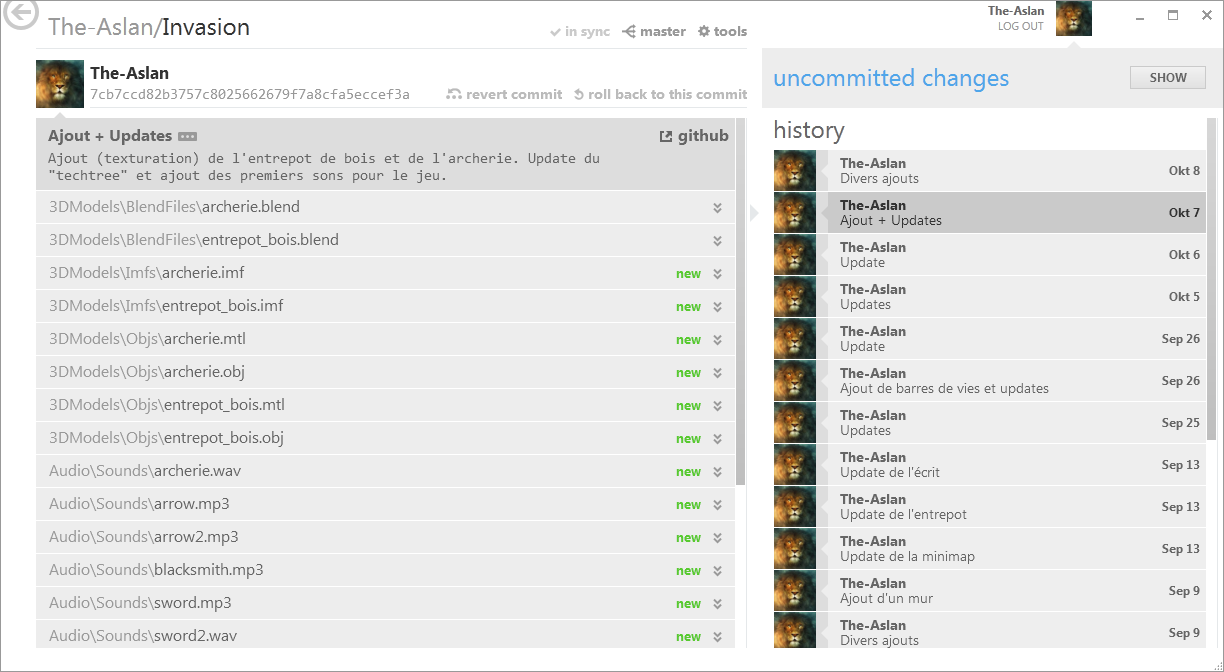 The-Aslan/Invasion
in sync master tools
The-Aslan
LOG OUT
The-Aslan
7cb7ccd82b3757c8025662679f7a8cfa5eccef3a
revert commit roll back to this commit
Ajout + Updates
github
Ajout (texturation) de l'entrepot de bois et de l'archerie. Update du
"techtree" et ajout des premiers sons pour le jeu.
3DModels\BlendFiles\archerie.blend
3DModels\BlendFiles\entrepot_bois.blend
3DModels\Imfs\archerie.imf new
3DModels\Imfs\entrepot_bois.imf new
3DModels\Objs\archerie.mtl new
3DModels\Objs\archerie.obj new
3DModels\Objs\entrepot_bois.mtl new
3DModels\Objs\entrepot_bois.obj new
Audio\Sounds\archerie.wav new
Audio\Sounds\arrow.mp3 new
Audio\Sounds\arrow2.mp3 new
Audio\Sounds\blacksmith.mp3 new
Audio\Sounds\sword.mp3 new
Audio\Sounds\sword2.wav new
uncommitted changes
SHOW
history
The-Aslan
Divers ajouts
Okt 8
The-Aslan
Ajout + Updates
Okt 7
The-Aslan
Update
Okt 6
The-Aslan
Updates
Okt 5
The-Aslan
Update
Sep 26
The-Aslan
Ajout de barres de vies et updates
Sep 26
The-Aslan
Updates
Sep 25
The-Aslan
Update de l'écrit
Sep 13
The-Aslan
Update de l'entrepot
Sep 13
The-Aslan
Update de la minimap
Sep 13
The-Aslan
Ajout d'un mur
Sep 9
The-Aslan
Divers ajouts
Sep 9